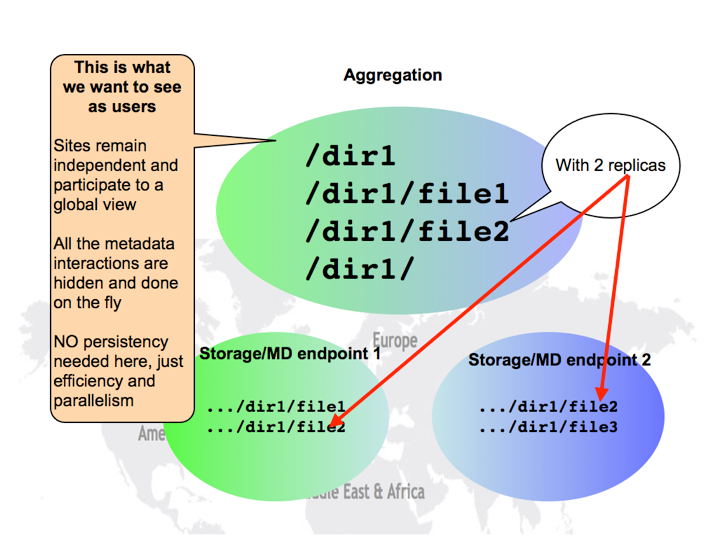 This is what
we want to see
as users
Sites remain
independent and
participate to a
global view
All the metadata
interactions are
hidden and done
on the fly
NO persistency
needed here, just
efficiency and
parallelism
Aggregation
/dir1
/dir1/file1
/dir1/file2
/dir1/
With 2 replicas
Europe
Storage/MD endpoint 1
.../dir1/file1
.../dir1/file2
Storage/MD endpoint 2
.../dir1/file2
.../dir1/file3
East & Africa